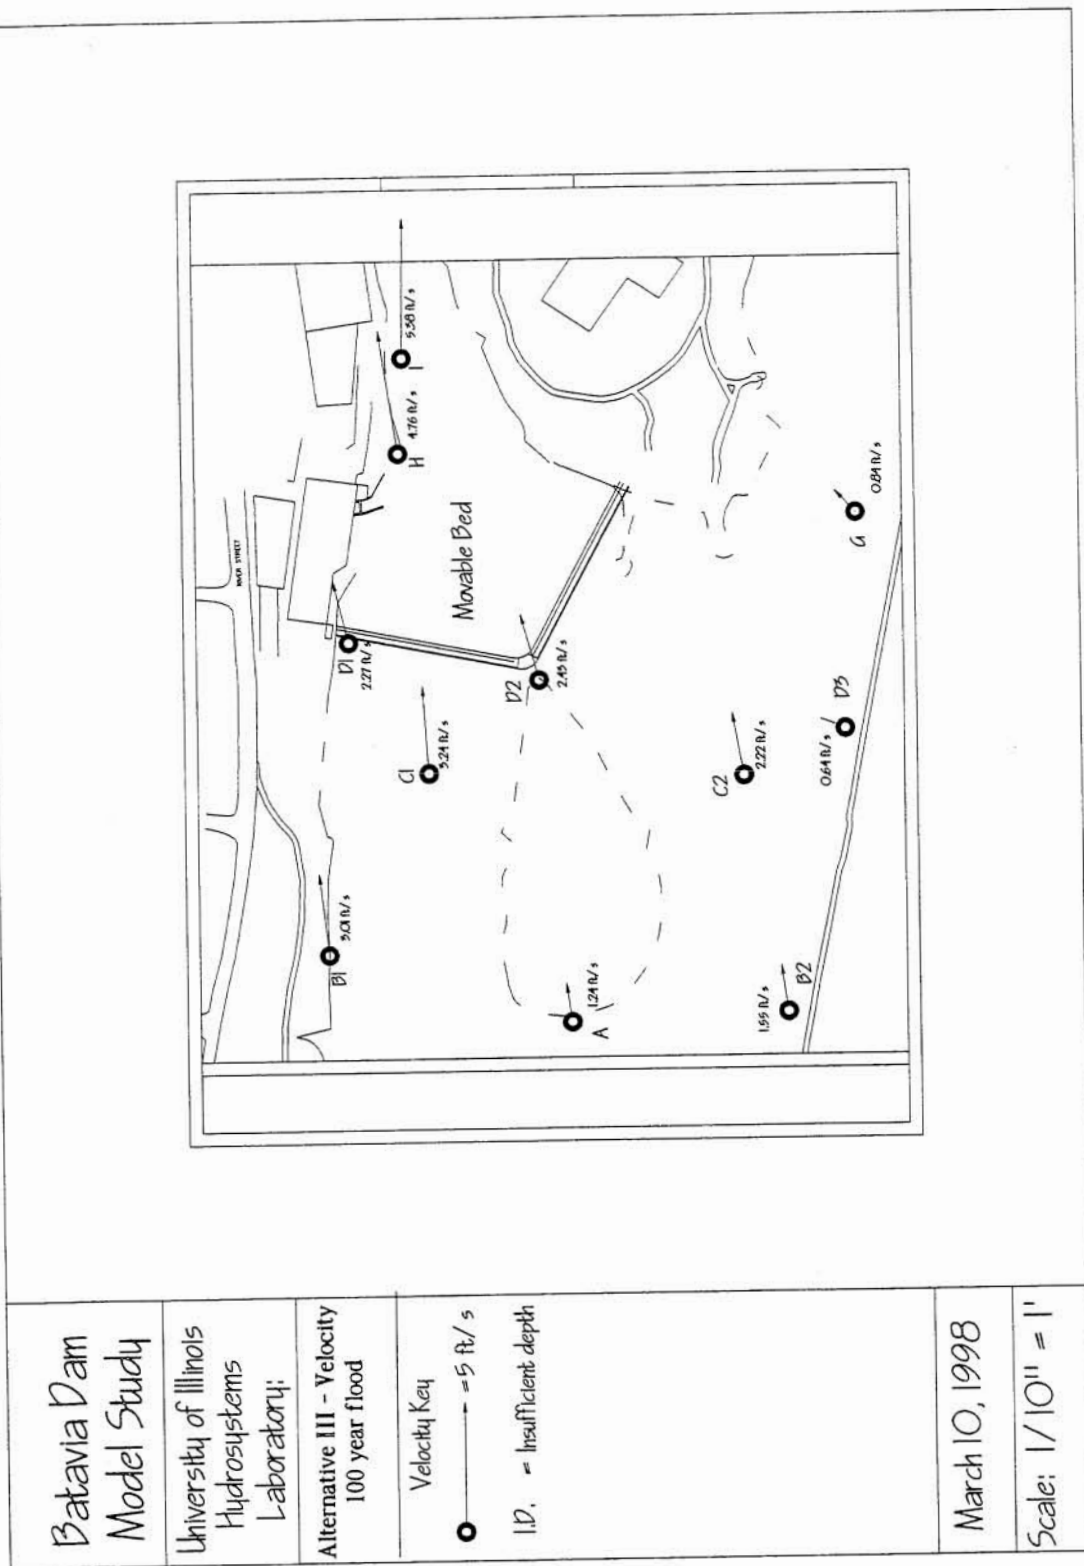 Batavia Dam
Model Study
University of Illinois
Hydrosystems
Laboratory:
Alternative III - Velocity
100 year flood
Velocity Key
= 5 ft/s
I.D. = Insufficient depth
March 10, 1998
Scale: 1/10" = 1'
RIVER STREET
Movable Bed
B1
3.01 ft/s
A
1.24 ft/s
B2
1.55 ft/s
C1
3.24 ft/s
C2
2.22 ft/s
D1
2.27 ft/s
D2
2.45 ft/s
D3
0.64 ft/s
G
0.84 ft/s
H
4.76 ft/s
I
5.58 ft/s